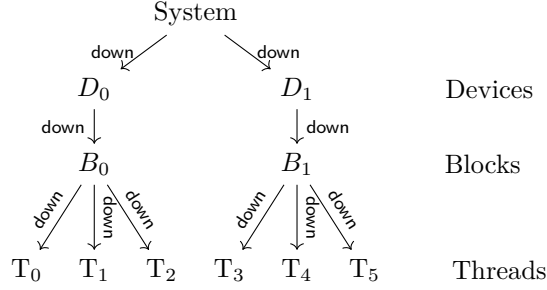 System
down down
D₀ D₁ Devices
down down
B₀ B₁ Blocks
down down down down down down
T₀ T₁ T₂ T₃ T₄ T₅ Threads